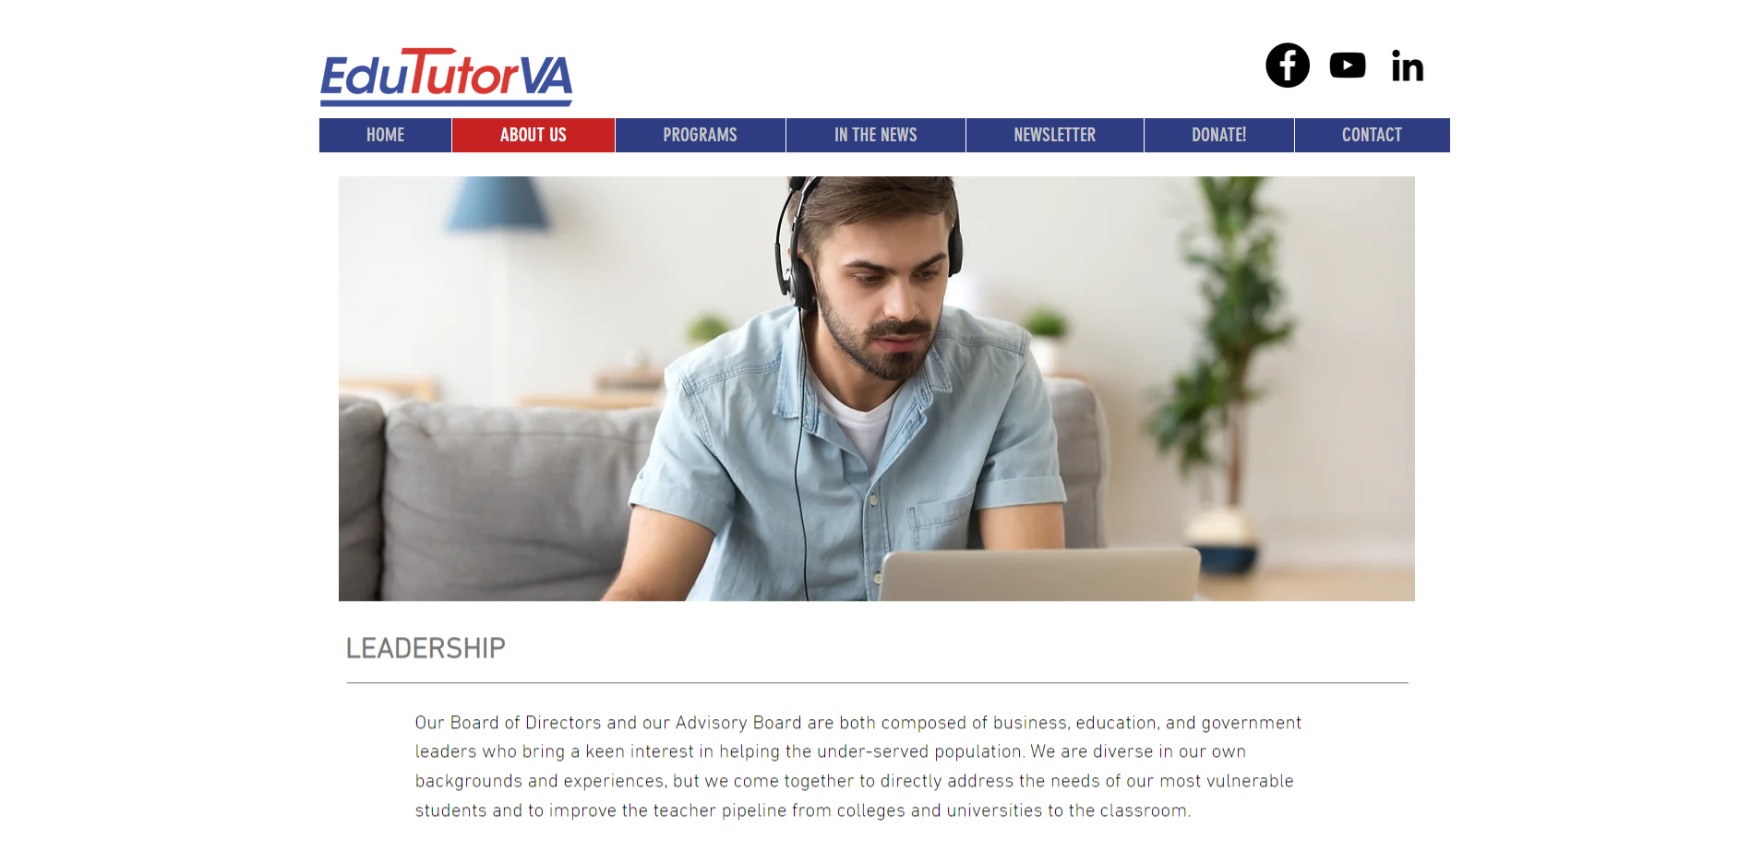 EduTutorVA
in
HOME
ABOUT US
PROGRAMS
IN THE NEWS
NEWSLETTER
DONATE!
CONTACT
LEADERSHIP
Our Board of Directors and our Advisory Board are both composed of business, education, and government
leaders who bring a keen interest in helping the under-served population. We are diverse in our own
backgrounds and experiences, but we come together to directly address the needs of our most vulnerable
students and to improve the teacher pipeline from colleges and universities to the classroom.